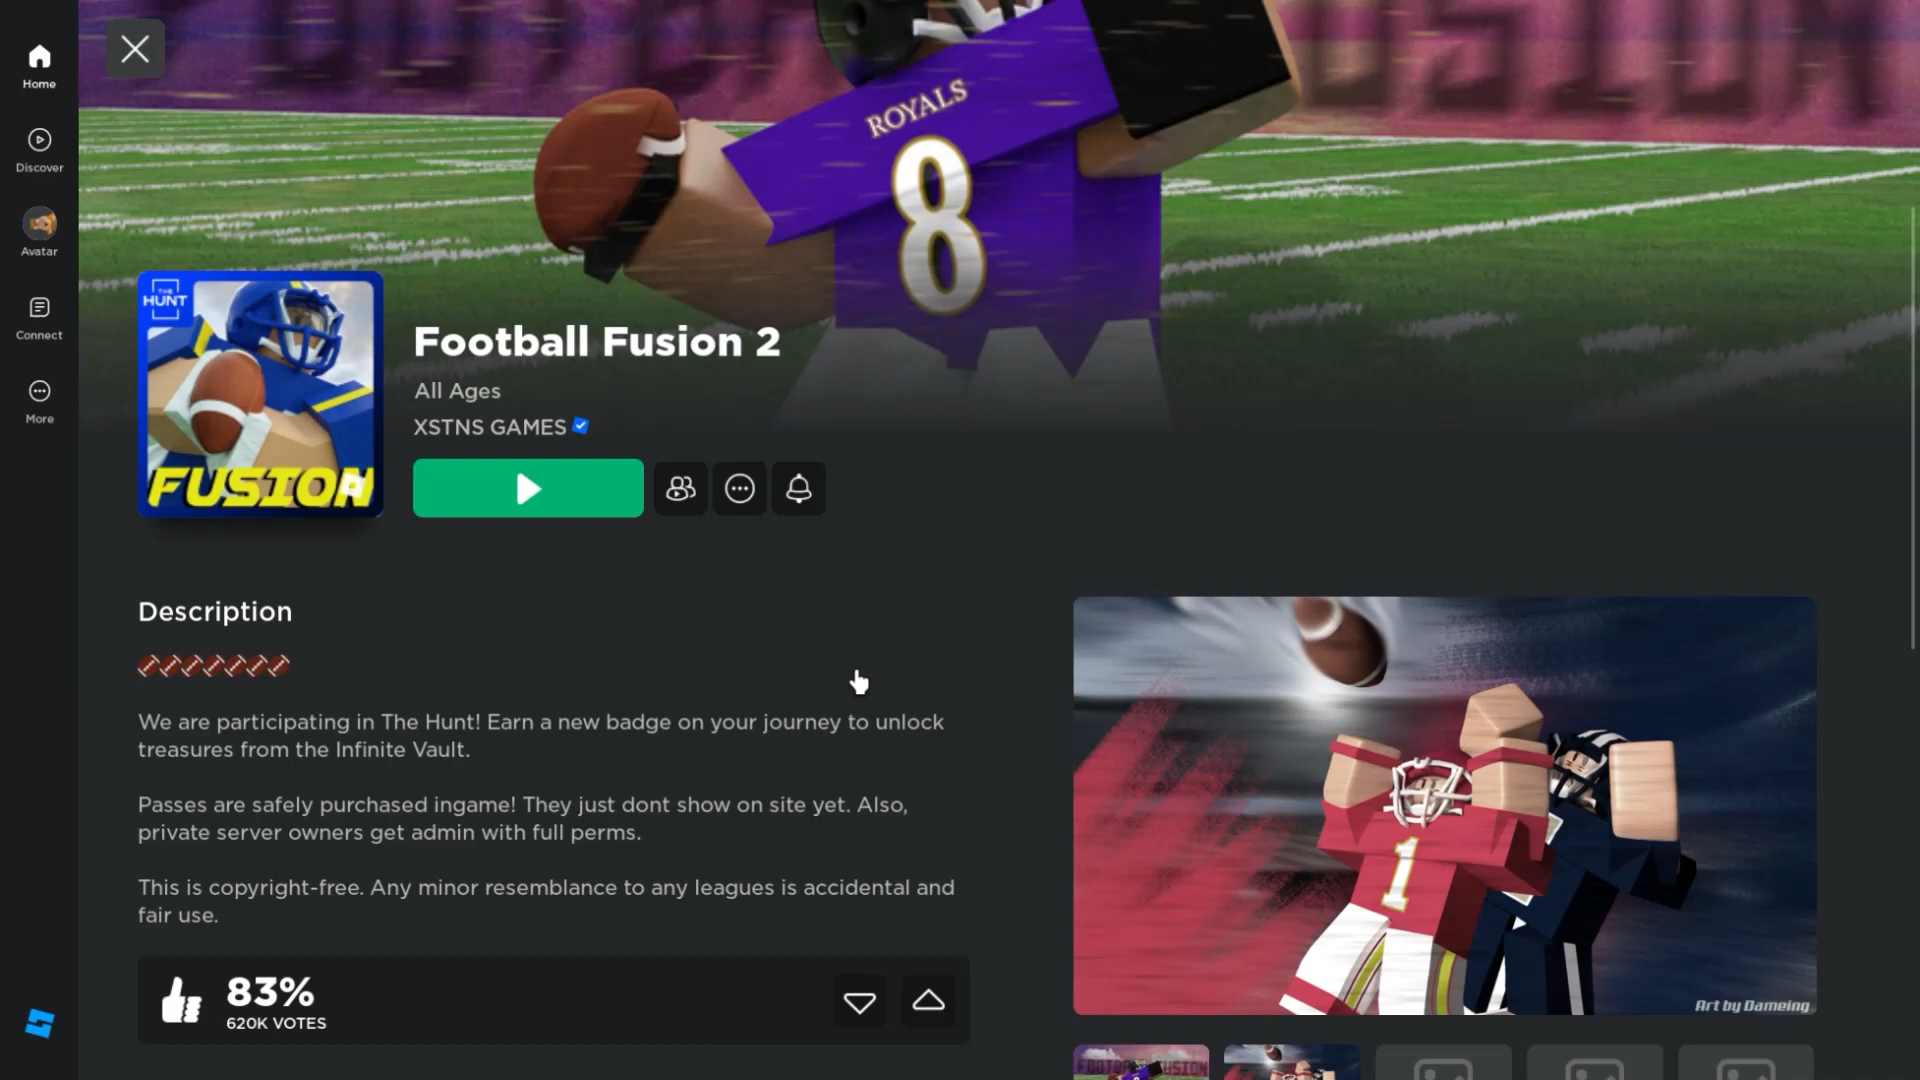 Home
Discover
Avatar
Connect
More
ROYALS
8
THE
HUNT
FUSION
Football Fusion 2
All Ages
XSTNS GAMES
Description
We are participating in The Hunt! Earn a new badge on your journey to unlock
treasures from the Infinite Vault.
Passes are safely purchased ingame! They just dont show on site yet. Also,
private server owners get admin with full perms.
This is copyright-free. Any minor resemblance to any leagues is accidental and
fair use.
83%
620K VOTES
1
Art by Dameing